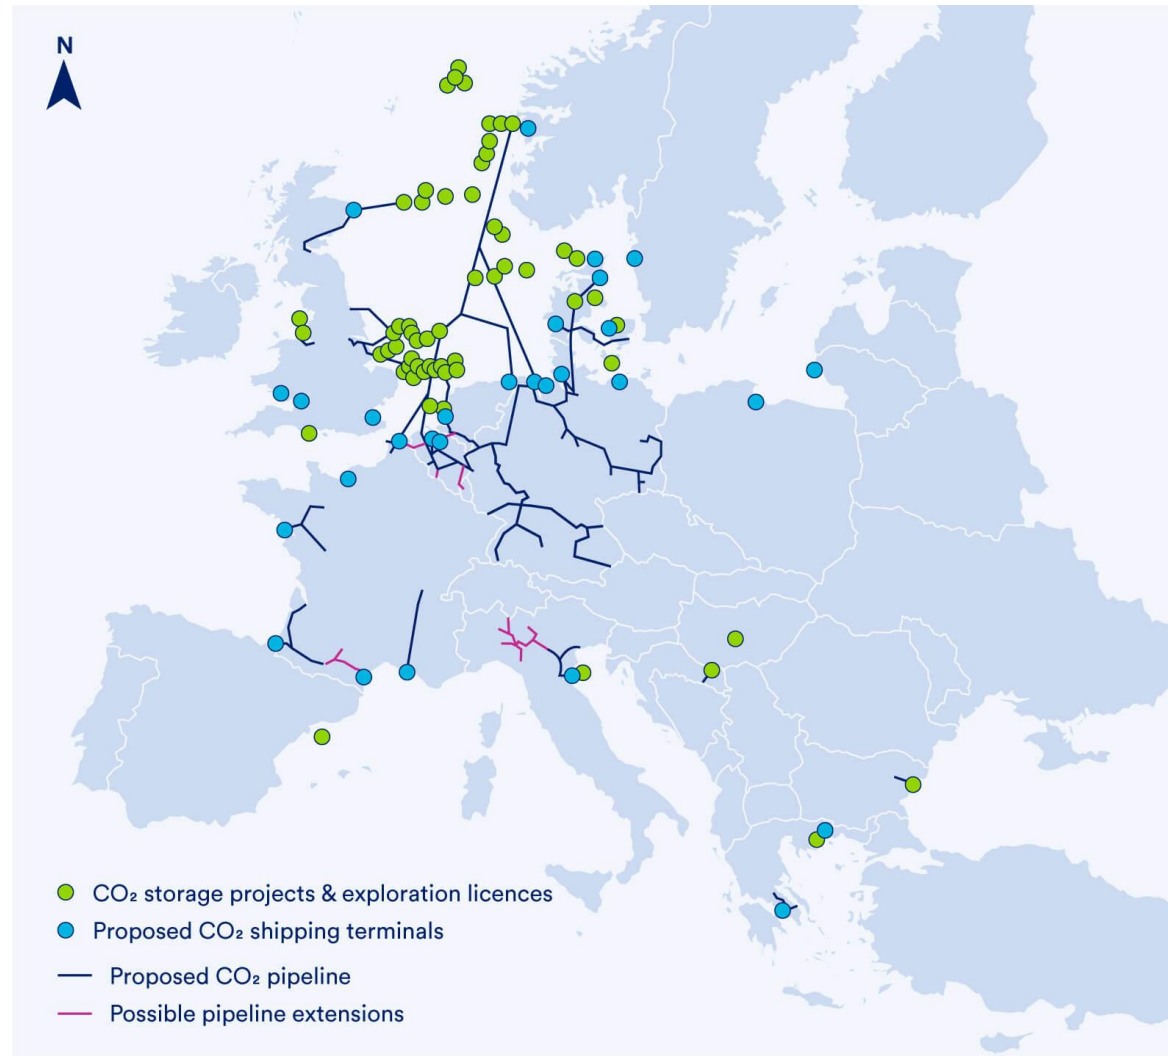 N
CO₂ storage projects & exploration licences
Proposed CO₂ shipping terminals
Proposed CO₂ pipeline
Possible pipeline extensions